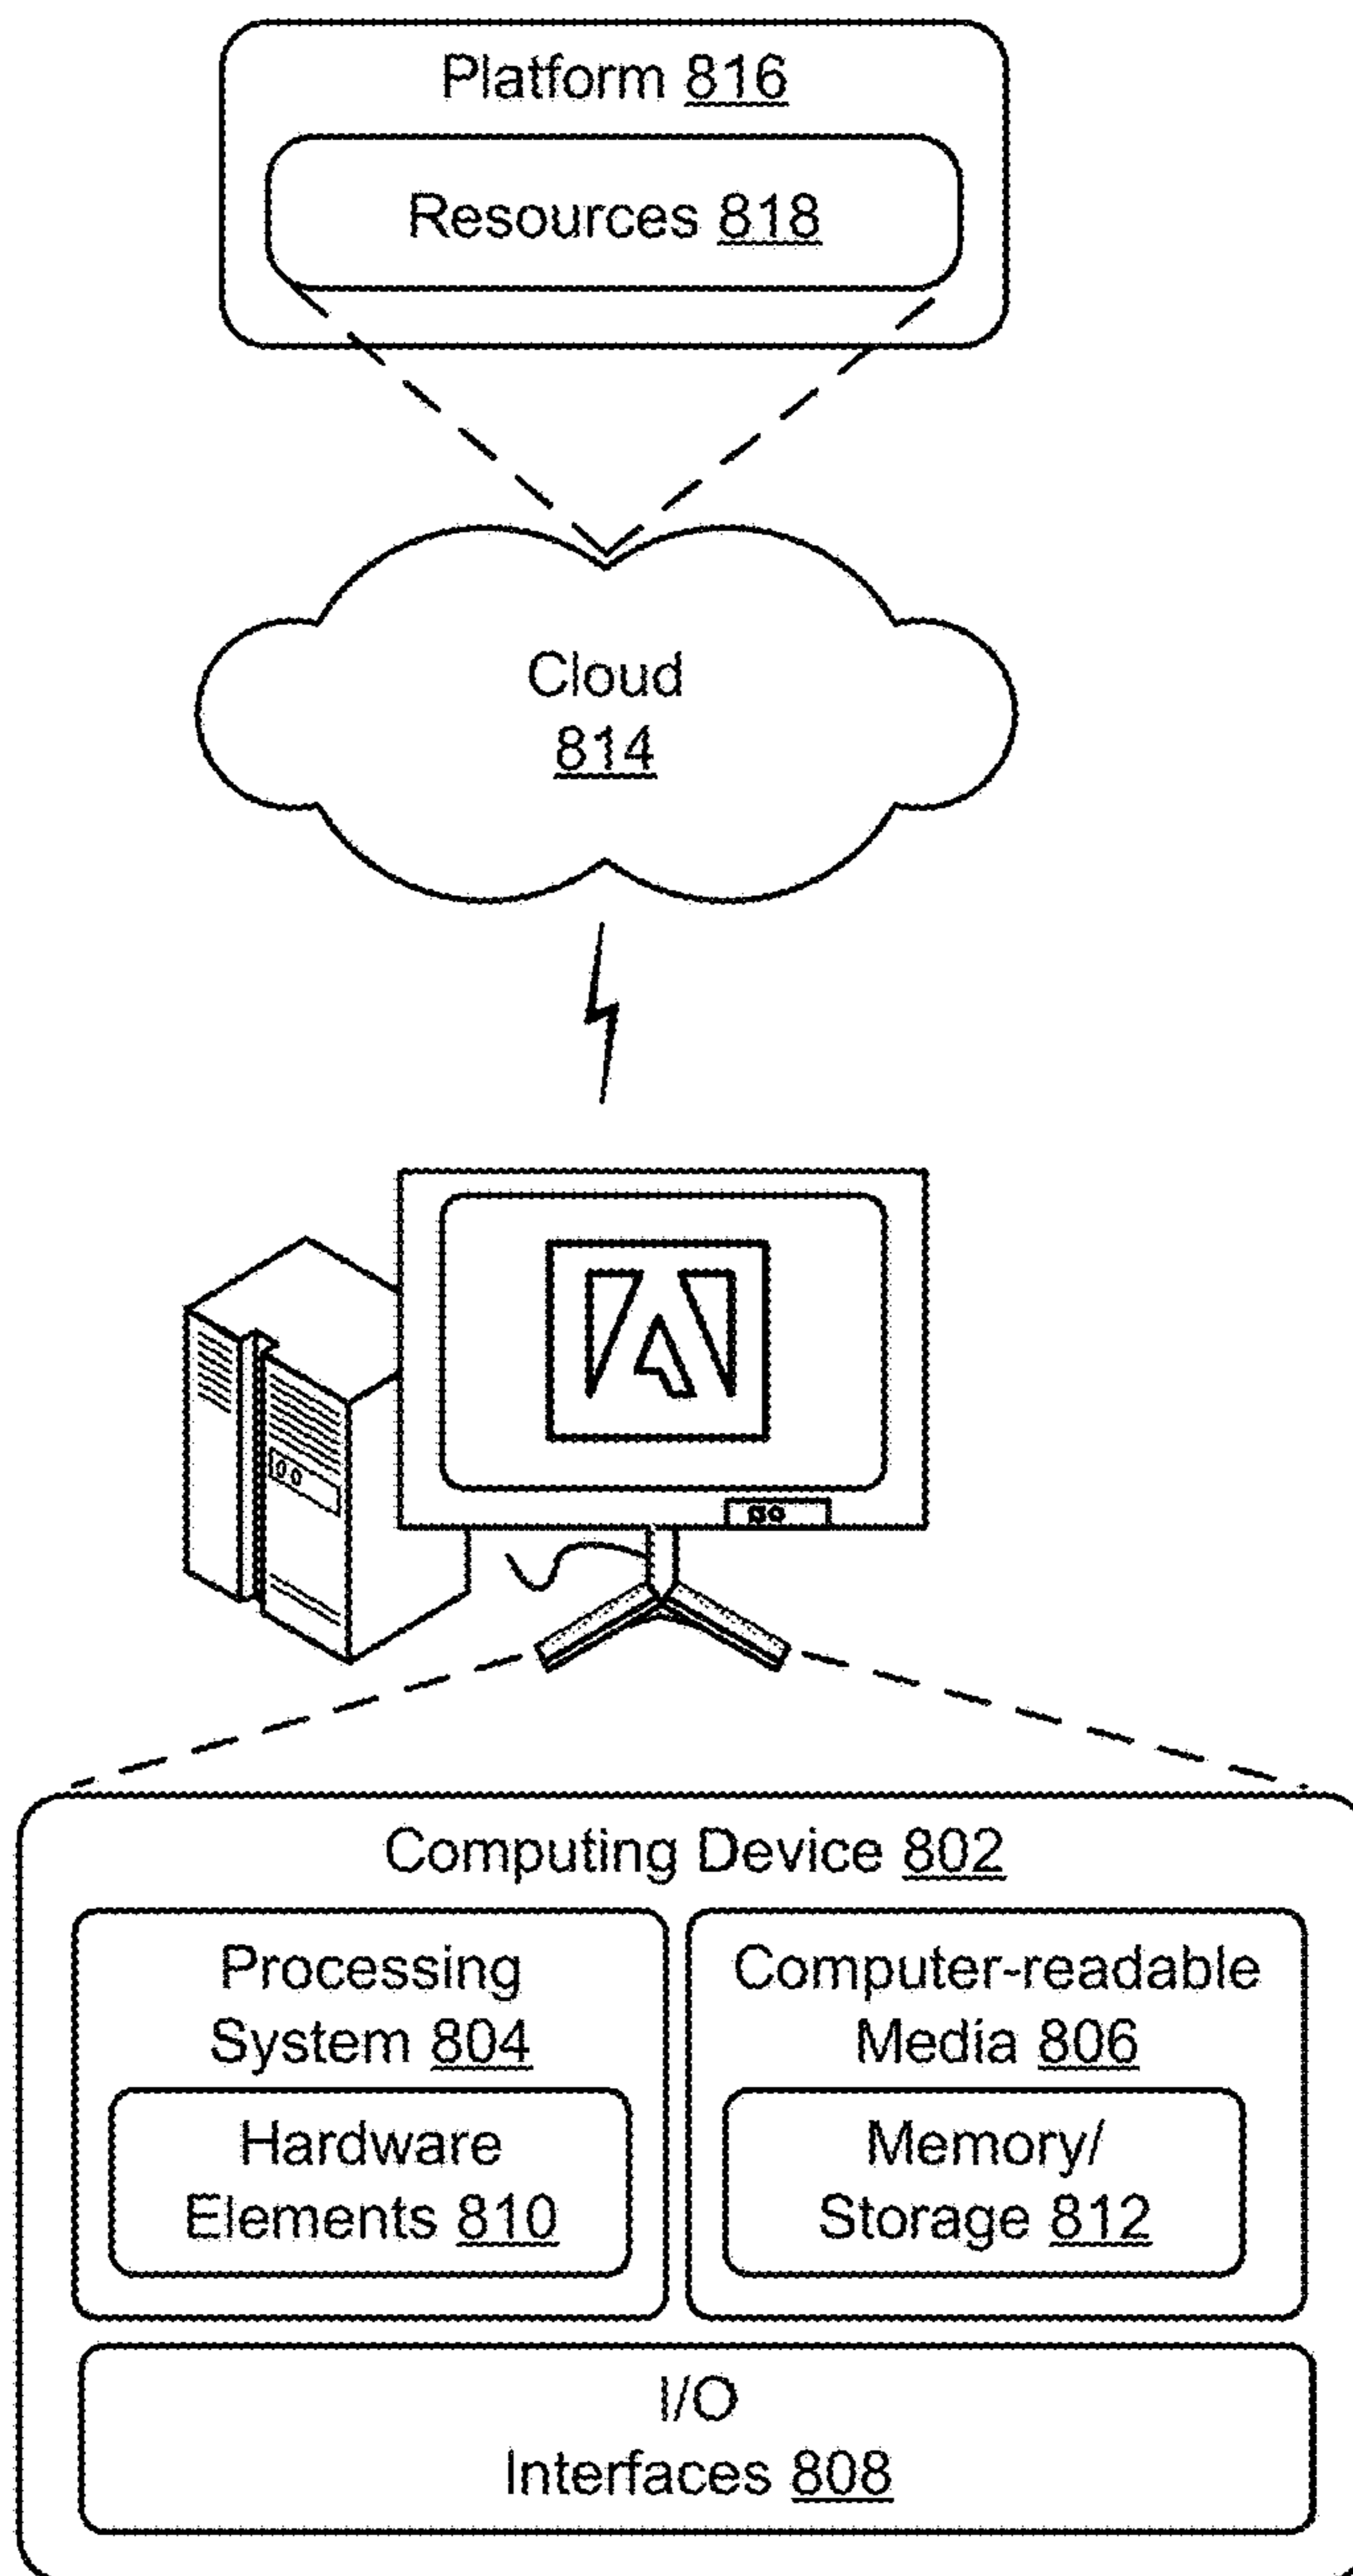 Platform 816
Resources 818
Cloud
814
Computing Device 802
Processing
System 804
Hardware
Elements 810
Computer-readable
Media 806
Memory/
Storage 812
I/O
Interfaces 808